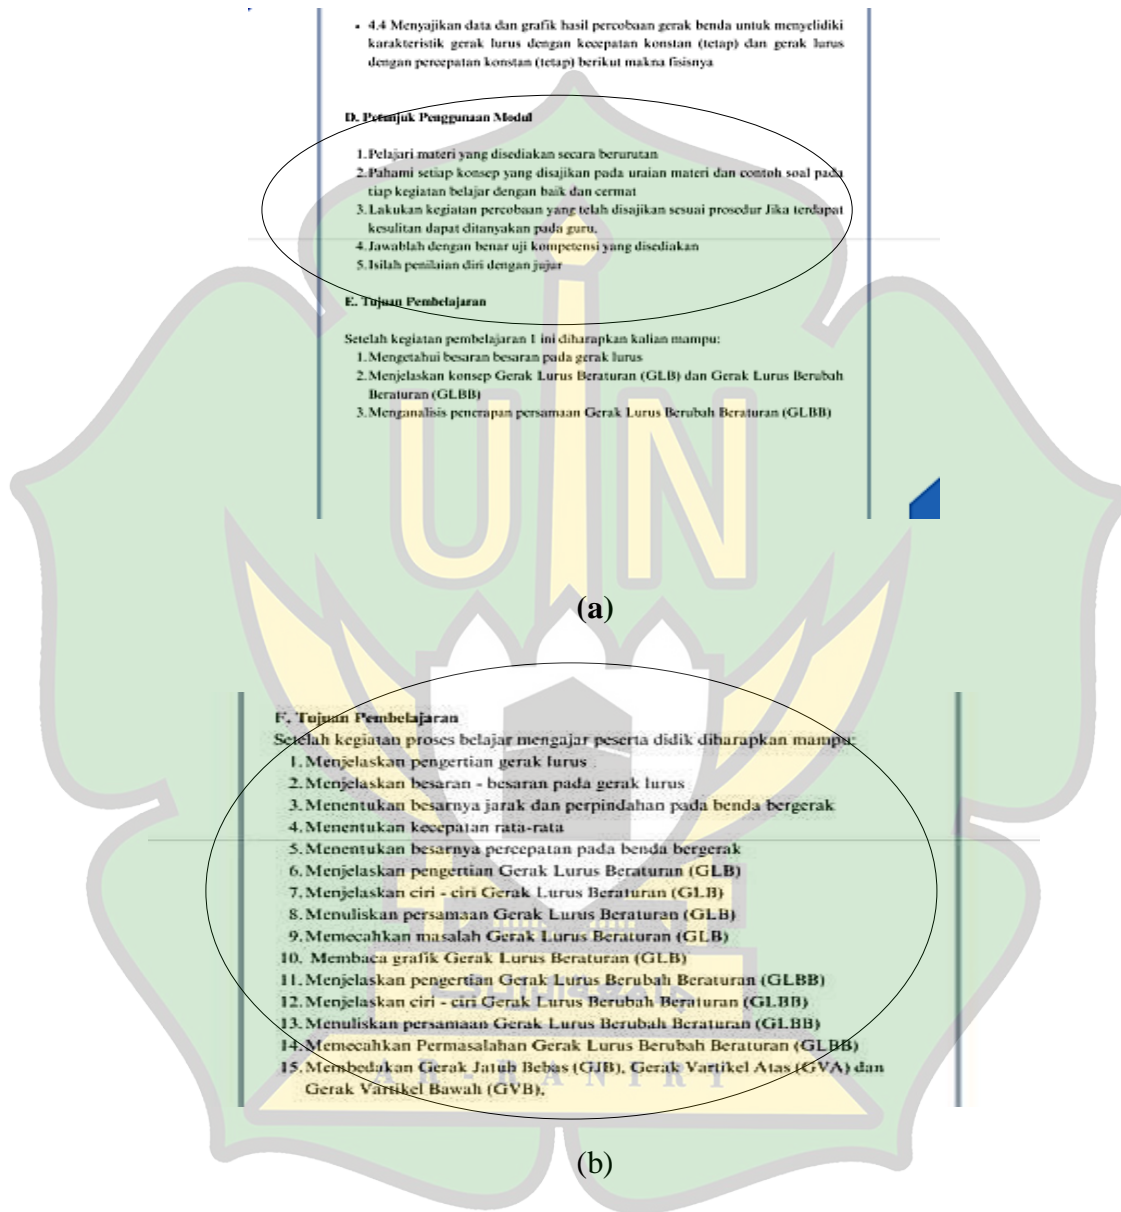 • 4.4 Menyajikan data dan grafik hasil percobaan gerak benda untuk menyelidiki
karakteristik gerak lurus dengan kecepatan konstan (tetap) dan gerak lurus
dengan percepatan konstan (tetap) berikut makna fisisnya
D. Petunjuk Penggunaan Modul
1. Pelajari materi yang disediakan secara berurutan
2. Pahami setiap konsep yang disajikan pada uraian materi dan contoh soal pada
tiap kegiatan belajar dengan baik dan cermat
3. Lakukan kegiatan percobaan yang telah disajikan sesuai prosedur Jika terdapat
kesulitan dapat ditanyakan pada guru.
4. Jawablah dengan benar uji kompetensi yang disediakan
5. Isilah penilaian diri dengan jujur
E. Tujuan Pembelajaran
Setelah kegiatan pembelajaran 1 ini diharapkan kalian mampu:
1. Mengetahui besaran besaran pada gerak lurus
2. Menjelaskan konsep Gerak Lurus Beraturan (GLB) dan Gerak Lurus Berubah
Beraturan (GLBB)
3. Menganalisis penerapan persamaan Gerak Lurus Berubah Beraturan (GLBB)
UIN
(a)
F. Tujuan Pembelajaran
Setelah kegiatan proses belajar mengajar peserta didik diharapkan mampu:
1. Menjelaskan pengertian gerak lurus
2. Menjelaskan besaran - besaran pada gerak lurus
3. Menentukan besarnya jarak dan perpindahan pada benda bergerak
4. Menentukan kecepatan rata-rata
5. Menentukan besarnya percepatan pada benda bergerak
6. Menjelaskan pengertian Gerak Lurus Beraturan (GLB)
7. Menjelaskan ciri - ciri Gerak Lurus Beraturan (GLB)
8. Menuliskan persamaan Gerak Lurus Beraturan (GLB)
9. Memecahkan masalah Gerak Lurus Beraturan (GLB)
10. Membaca grafik Gerak Lurus Beraturan (GLB)
11. Menjelaskan pengertian Gerak Lurus Berubah Beraturan (GLBB)
12. Menjelaskan ciri - ciri Gerak Lurus Berubah Beraturan (GLBB)
13. Menuliskan persamaan Gerak Lurus Berubah Beraturan (GLBB)
14. Memecahkan Permasalahan Gerak Lurus Berubah Beraturan (GLBB)
15. Membedakan Gerak Jatuh Bebas (GJB), Gerak Vartikel Atas (GVA) dan
Gerak Vartikel Bawah (GVB).
AR-RANIRY
(b)